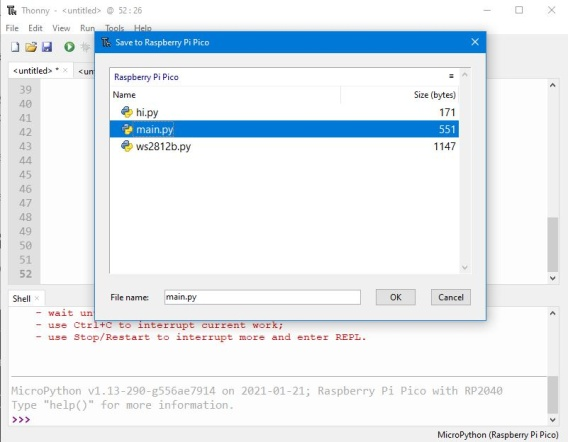 Thonny - <untitled> @ 52 : 26
File Edit View Run Tools Help
Save to Raspberry Pi Pico
<untitled> *
Raspberry Pi Pico
Name Size (bytes)
hi.py 171
main.py 551
ws2812b.py 1147
39
40
41
42
43
44
45
46
47
48
49
50
51
52
File name: main.py OK Cancel
Shell
- wait
- use Ctrl+C to interrupt current work;
- use Stop/Restart to interrupt more and enter REPL.
MicroPython v1.13-290-g556ae7914 on 2021-01-21; Raspberry Pi Pico with RP2040
Type "help()" for more information.
>>>
MicroPython (Raspberry Pi Pico)